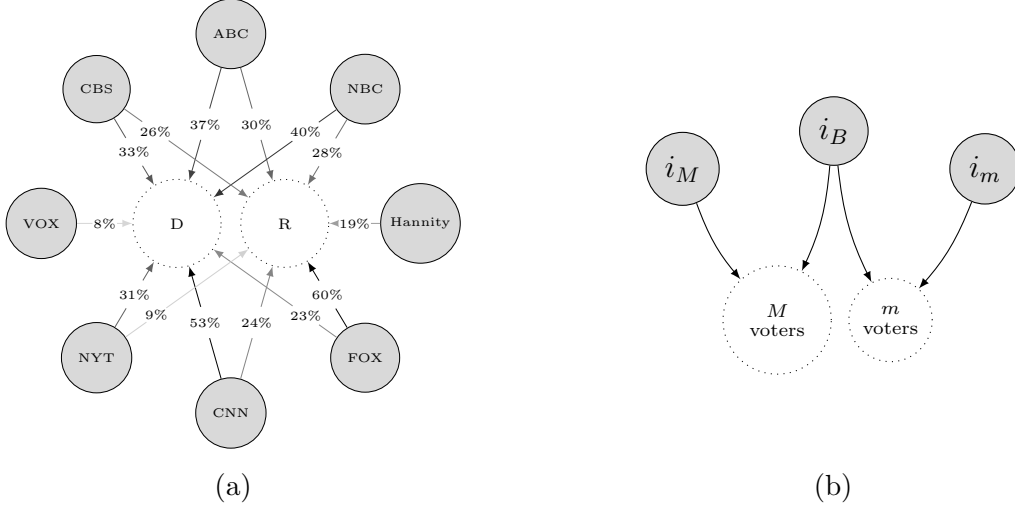 ABC
CBS
NBC
26%
37%
30%
40%
33%
28%
VOX
8%
D
R
19%
Hannity
31%
9%
53%
24%
23%
60%
NYT
CNN
FOX
(a)
i_M
i_B
i_m
M
voters
m
voters
(b)